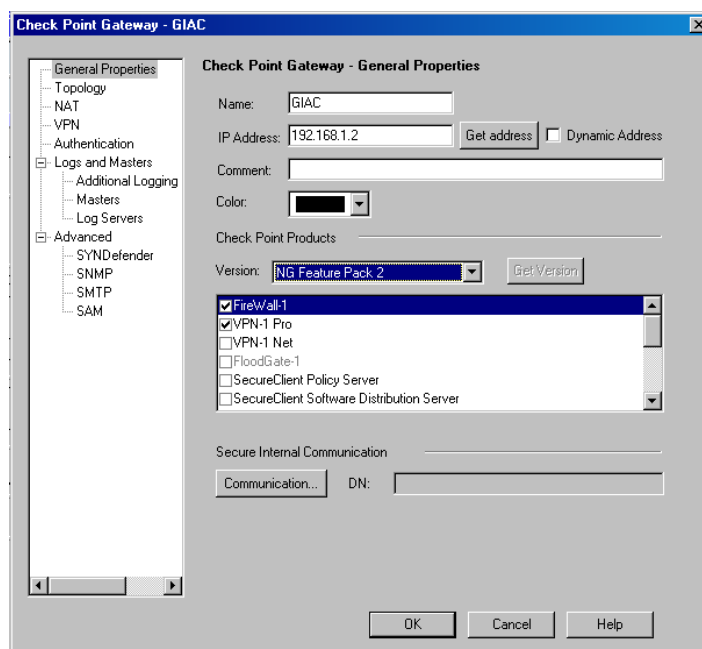 Check Point Gateway - GIAC
General Properties
Topology
NAT
VPN
Authentication
Logs and Masters
Additional Logging
Masters
Log Servers
Advanced
SYNDefender
SNMP
SMTP
SAM
Check Point Gateway - General Properties
Name: GIAC
IP Address: 192.168.1.2 Get address Dynamic Address
Comment:
Color:
Check Point Products
Version: NG Feature Pack 2 Get Version
FireWall-1
VPN-1 Pro
VPN-1 Net
FloodGate-1
SecureClient Policy Server
SecureClient Software Distribution Server
Secure Internal Communication
Communication... DN:
OK Cancel Help